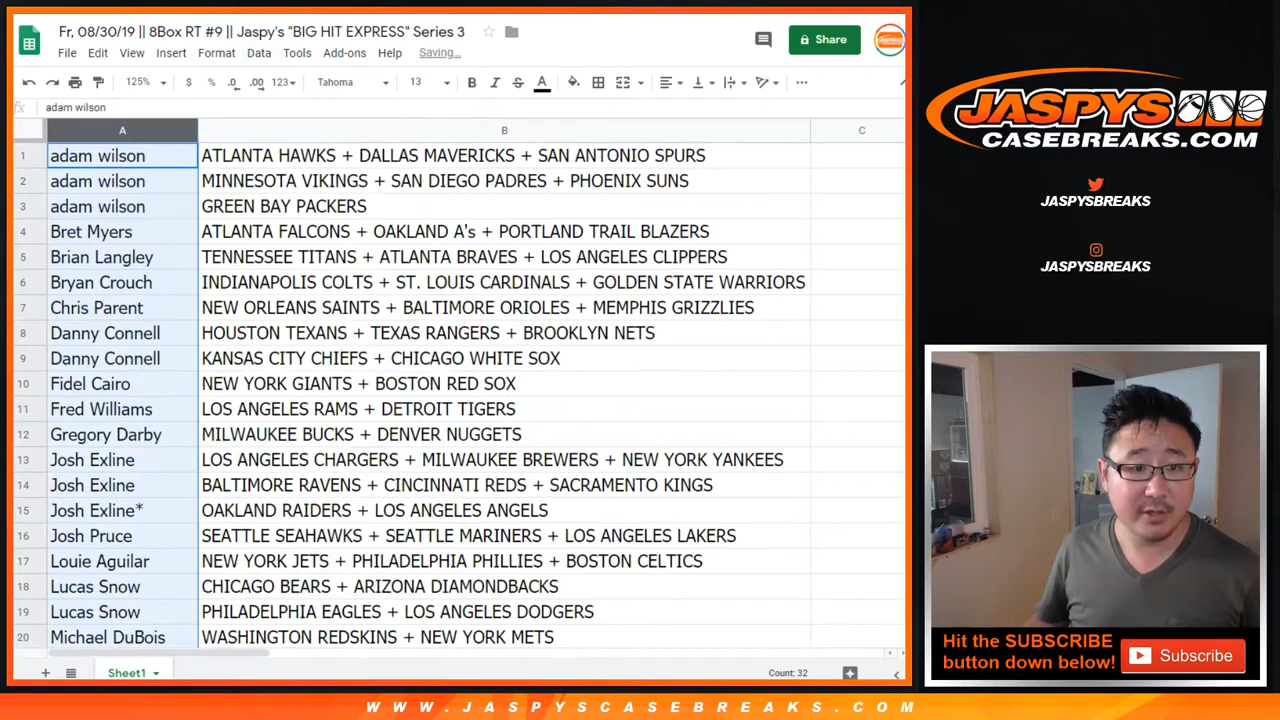 Fr, 08/30/19 || 8Box RT #9 || Jaspy's "BIG HIT EXPRESS" Series 3
File Edit View Insert Format Data Tools Add-ons Help Saving...
Share
125% $ % .0 .00 123 Tahoma 13 B I S A
fx adam wilson
A B C
1 adam wilson ATLANTA HAWKS + DALLAS MAVERICKS + SAN ANTONIO SPURS
2 adam wilson MINNESOTA VIKINGS + SAN DIEGO PADRES + PHOENIX SUNS
3 adam wilson GREEN BAY PACKERS
4 Bret Myers ATLANTA FALCONS + OAKLAND A's + PORTLAND TRAIL BLAZERS
5 Brian Langley TENNESSEE TITANS + ATLANTA BRAVES + LOS ANGELES CLIPPERS
6 Bryan Crouch INDIANAPOLIS COLTS + ST. LOUIS CARDINALS + GOLDEN STATE WARRIORS
7 Chris Parent NEW ORLEANS SAINTS + BALTIMORE ORIOLES + MEMPHIS GRIZZLIES
8 Danny Connell HOUSTON TEXANS + TEXAS RANGERS + BROOKLYN NETS
9 Danny Connell KANSAS CITY CHIEFS + CHICAGO WHITE SOX
10 Fidel Cairo NEW YORK GIANTS + BOSTON RED SOX
11 Fred Williams LOS ANGELES RAMS + DETROIT TIGERS
12 Gregory Darby MILWAUKEE BUCKS + DENVER NUGGETS
13 Josh Exline LOS ANGELES CHARGERS + MILWAUKEE BREWERS + NEW YORK YANKEES
14 Josh Exline BALTIMORE RAVENS + CINCINNATI REDS + SACRAMENTO KINGS
15 Josh Exline* OAKLAND RAIDERS + LOS ANGELES ANGELS
16 Josh Pruce SEATTLE SEAHAWKS + SEATTLE MARINERS + LOS ANGELES LAKERS
17 Louie Aguilar NEW YORK JETS + PHILADELPHIA PHILLIES + BOSTON CELTICS
18 Lucas Snow CHICAGO BEARS + ARIZONA DIAMONDBACKS
19 Lucas Snow PHILADELPHIA EAGLES + LOS ANGELES DODGERS
20 Michael DuBois WASHINGTON REDSKINS + NEW YORK METS
Sheet1 Count: 32
JASPYS
CASEBREAKS.COM
JASPYSBREAKS
JASPYSBREAKS
Hit the SUBSCRIBE
button down below!
Subscribe
WWW.JASPYSCASEBREAKS.COM